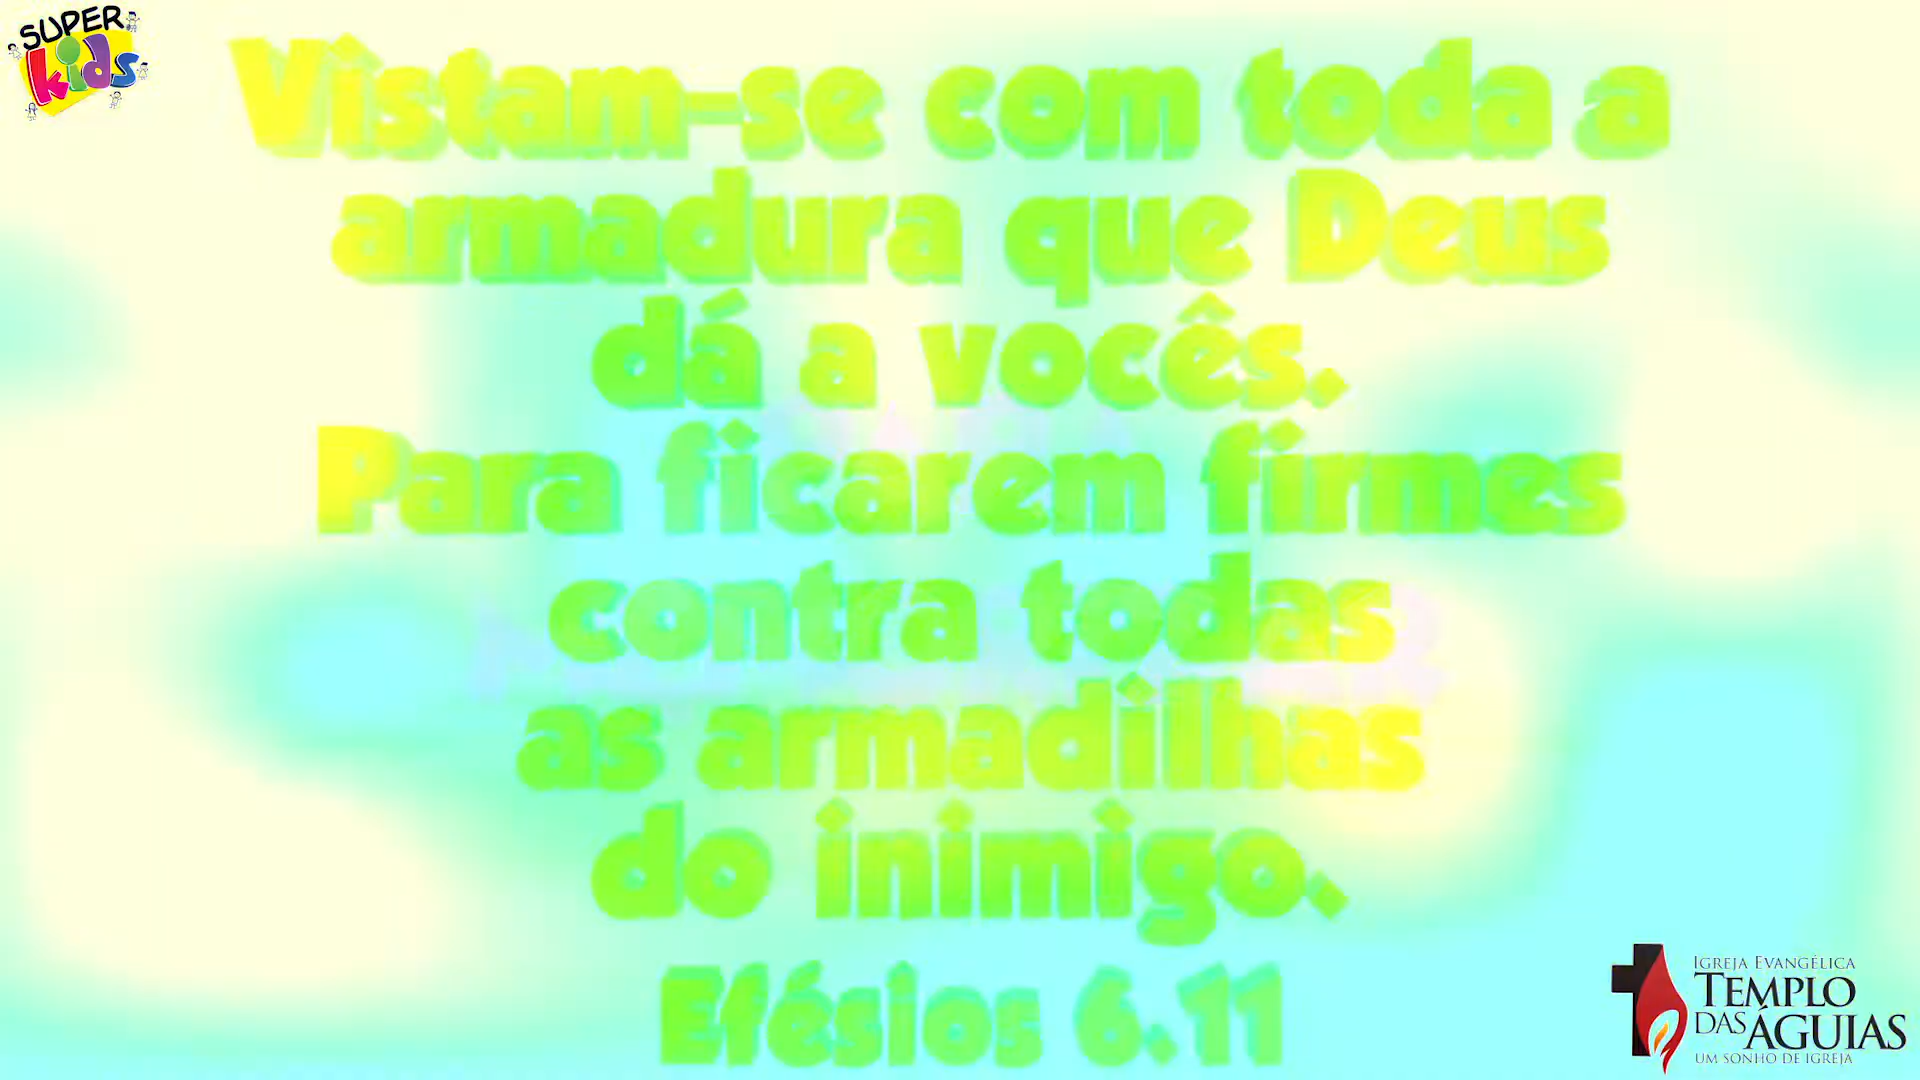 SUPER
kids
Vistam-se com toda a
armadura que Deus
dá a vocês.
Para ficarem firmes
contra todas
as armadilhas
do inimigo.
Efésios 6.11
IGREJA EVANGÉLICA
TEMPLO
DAS ÁGUIAS
UM SONHO DE IGREJA